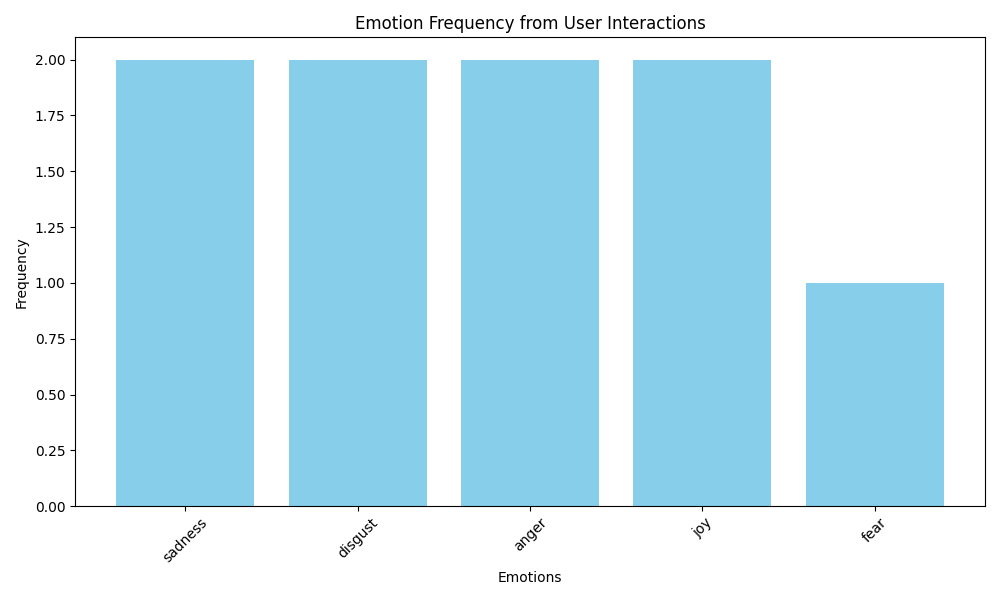 Emotion Frequency from User Interactions
2.00
1.75
1.50
1.25
1.00
0.75
0.50
0.25
0.00
Frequency
sadness
disgust
anger
joy
fear
Emotions